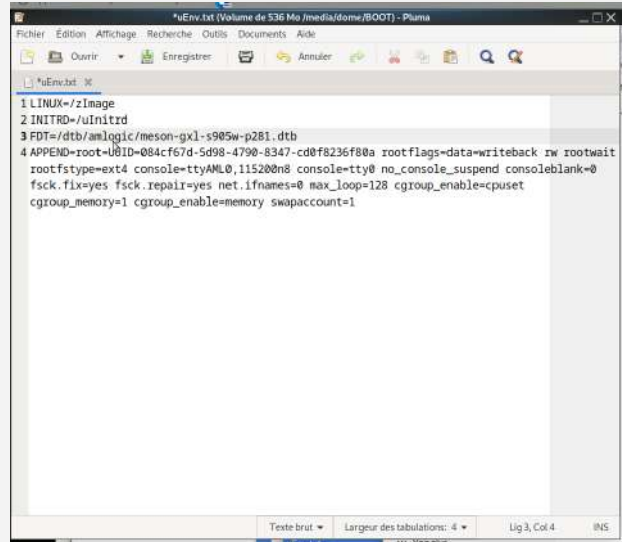 *uEnv.txt (Volume de 536 Mo /media/dome/BOOT) - Pluma
Fichier Édition Affichage Recherche Outils Documents Aide
Ouvrir Enregistrer Annuler
*uEnv.txt
1 LINUX=/zImage
2 INITRD=/uInitrd
3 FDT=/dtb/amlogic/meson-gxl-s905w-p281.dtb
4 APPEND=root=UUID=084cf67d-5d98-4790-8347-cd0f8236f80a rootflags=data=writeback rw rootwait
rootfstype=ext4 console=ttyAML0,115200n8 console=tty0 no_console_suspend consoleblank=0
fsck.fix=yes fsck.repair=yes net.ifnames=0 max_loop=128 cgroup_enable=cpuset
cgroup_memory=1 cgroup_enable=memory swapaccount=1
Texte brut Largeur des tabulations: 4 Lig 3, Col 4 INS